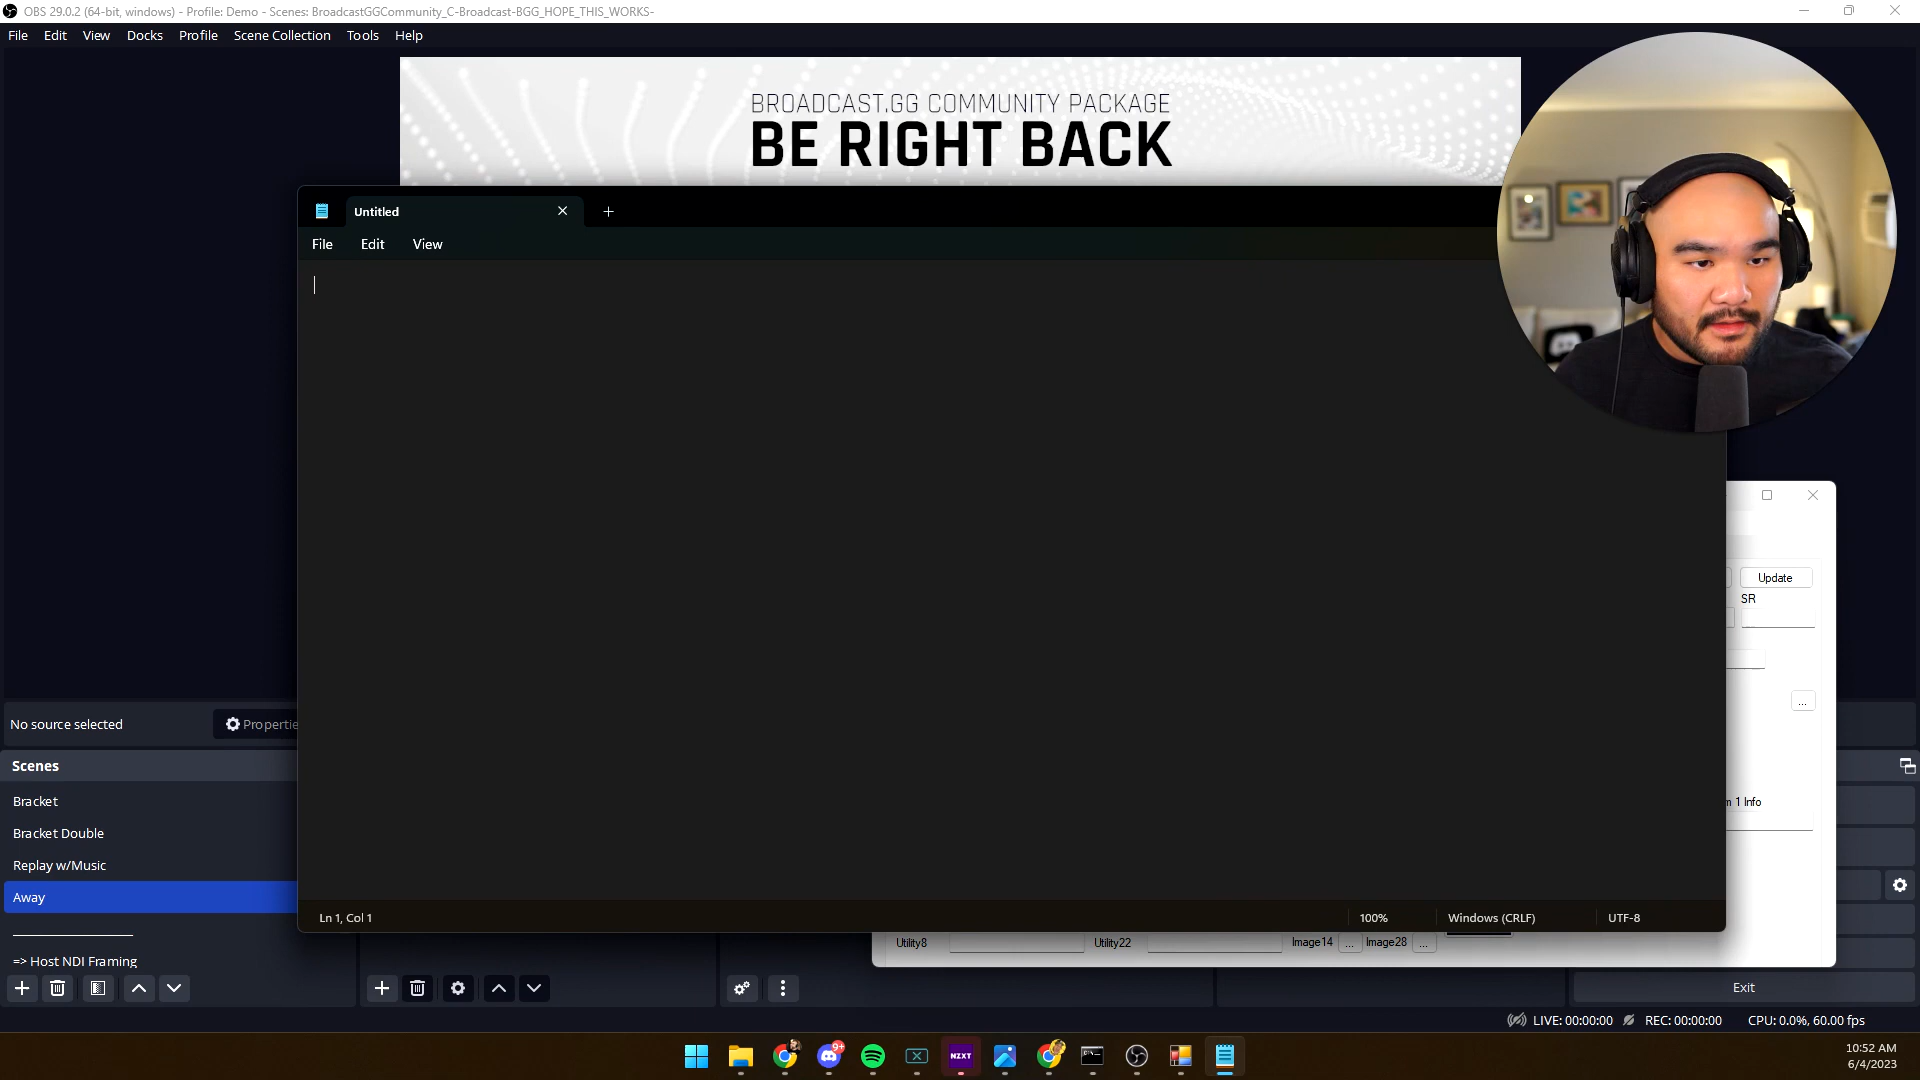 OBS 29.0.2 (64-bit, windows) - Profile: Demo - Scenes: BroadcastGGCommunity_C-Broadcast-BGG_HOPE_THIS_WORKS-
File Edit View Docks Profile Scene Collection Tools Help
BROADCAST.GG COMMUNITY PACKAGE
BE RIGHT BACK
Untitled
File Edit View
Update
SR
...
No source selected
Properties
Scenes
Bracket
1 Info
Bracket Double
Replay w/Music
Away
Ln 1, Col 1
100%
Windows (CRLF)
UTF-8
Utility8
Utility22
Image14
...
Image28
...
=> Host NDI Framing
Exit
LIVE: 00:00:00
REC: 00:00:00
CPU: 0.0%, 60.00 fps
9+
NZXT
10:52 AM
6/4/2023